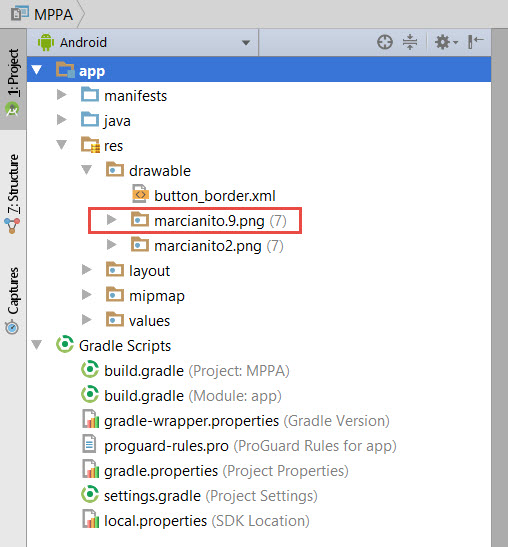 MPPA
Android
1: Project
7: Structure
Captures
app
manifests
java
res
drawable
button_border.xml
marcianito.9.png (7)
marcianito2.png (7)
layout
mipmap
values
Gradle Scripts
build.gradle (Project: MPPA)
build.gradle (Module: app)
gradle-wrapper.properties (Gradle Version)
proguard-rules.pro (ProGuard Rules for app)
gradle.properties (Project Properties)
settings.gradle (Project Settings)
local.properties (SDK Location)